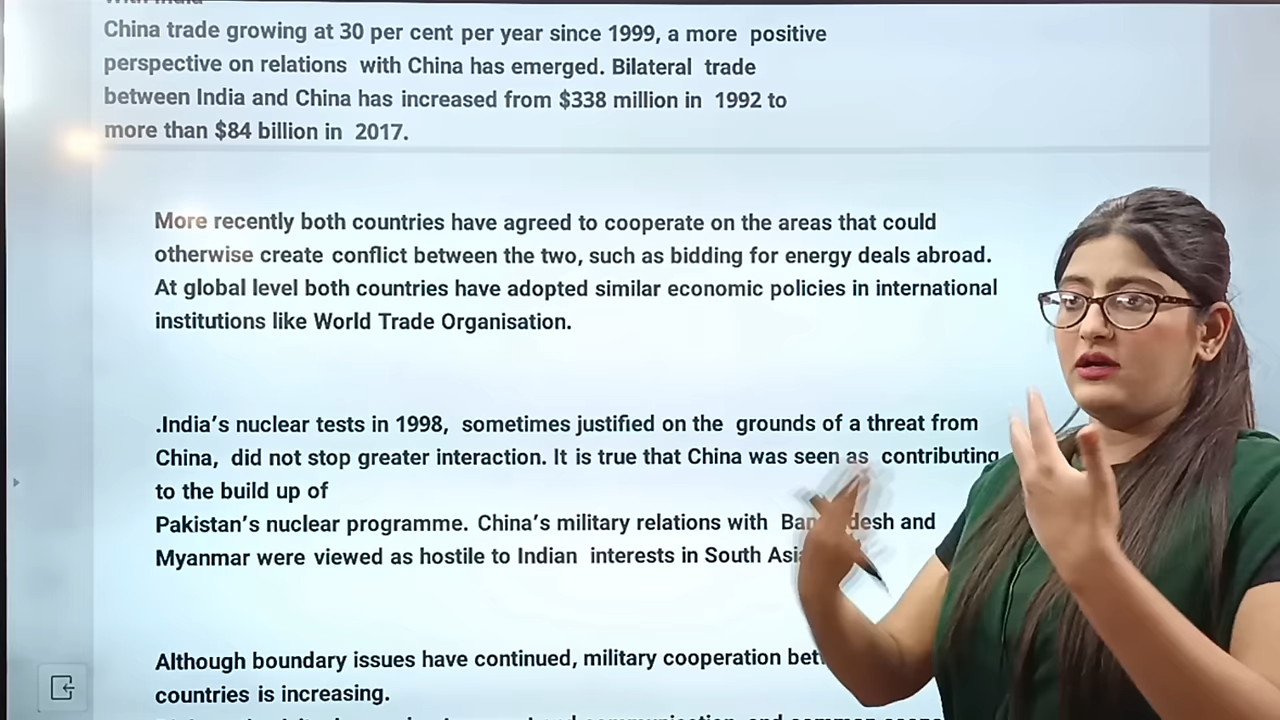 with India
China trade growing at 30 per cent per year since 1999, a more positive
perspective on relations with China has emerged. Bilateral trade
between India and China has increased from $338 million in 1992 to
more than $84 billion in 2017.
More recently both countries have agreed to cooperate on the areas that could
otherwise create conflict between the two, such as bidding for energy deals abroad.
At global level both countries have adopted similar economic policies in international
institutions like World Trade Organisation.
.India's nuclear tests in 1998, sometimes justified on the grounds of a threat from
China, did not stop greater interaction. It is true that China was seen as contributing
to the build up of
Pakistan's nuclear programme. China's military relations with Bangladesh and
Myanmar were viewed as hostile to Indian interests in South Asia
Although boundary issues have continued, military cooperation
countries is increasing.